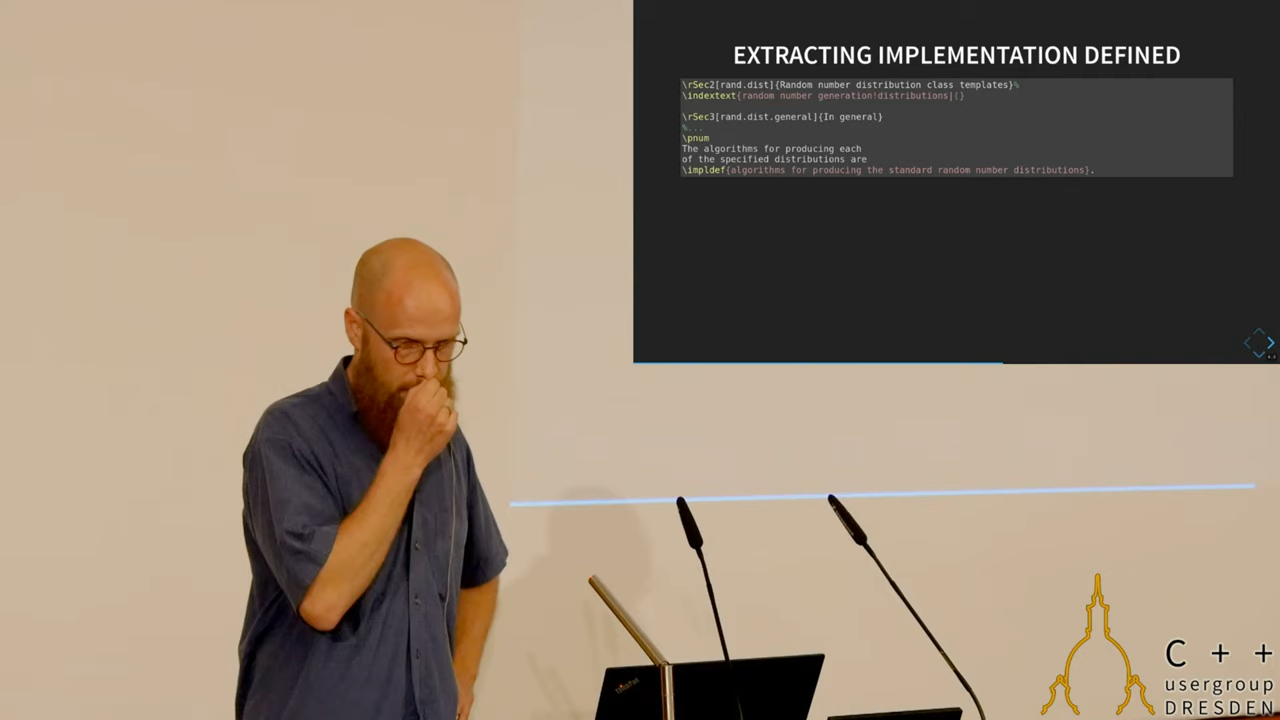 EXTRACTING IMPLEMENTATION DEFINED
\rSec2[rand.dist]{Random number distribution class templates}%
\indextext{random number generation!distributions|(}
\rSec3[rand.dist.general]{In general}
%...
\pnum
The algorithms for producing each
of the specified distributions are
\impldef{algorithms for producing the standard random number distributions}.
ThinkPad
C + +
usergroup
DRESDEN